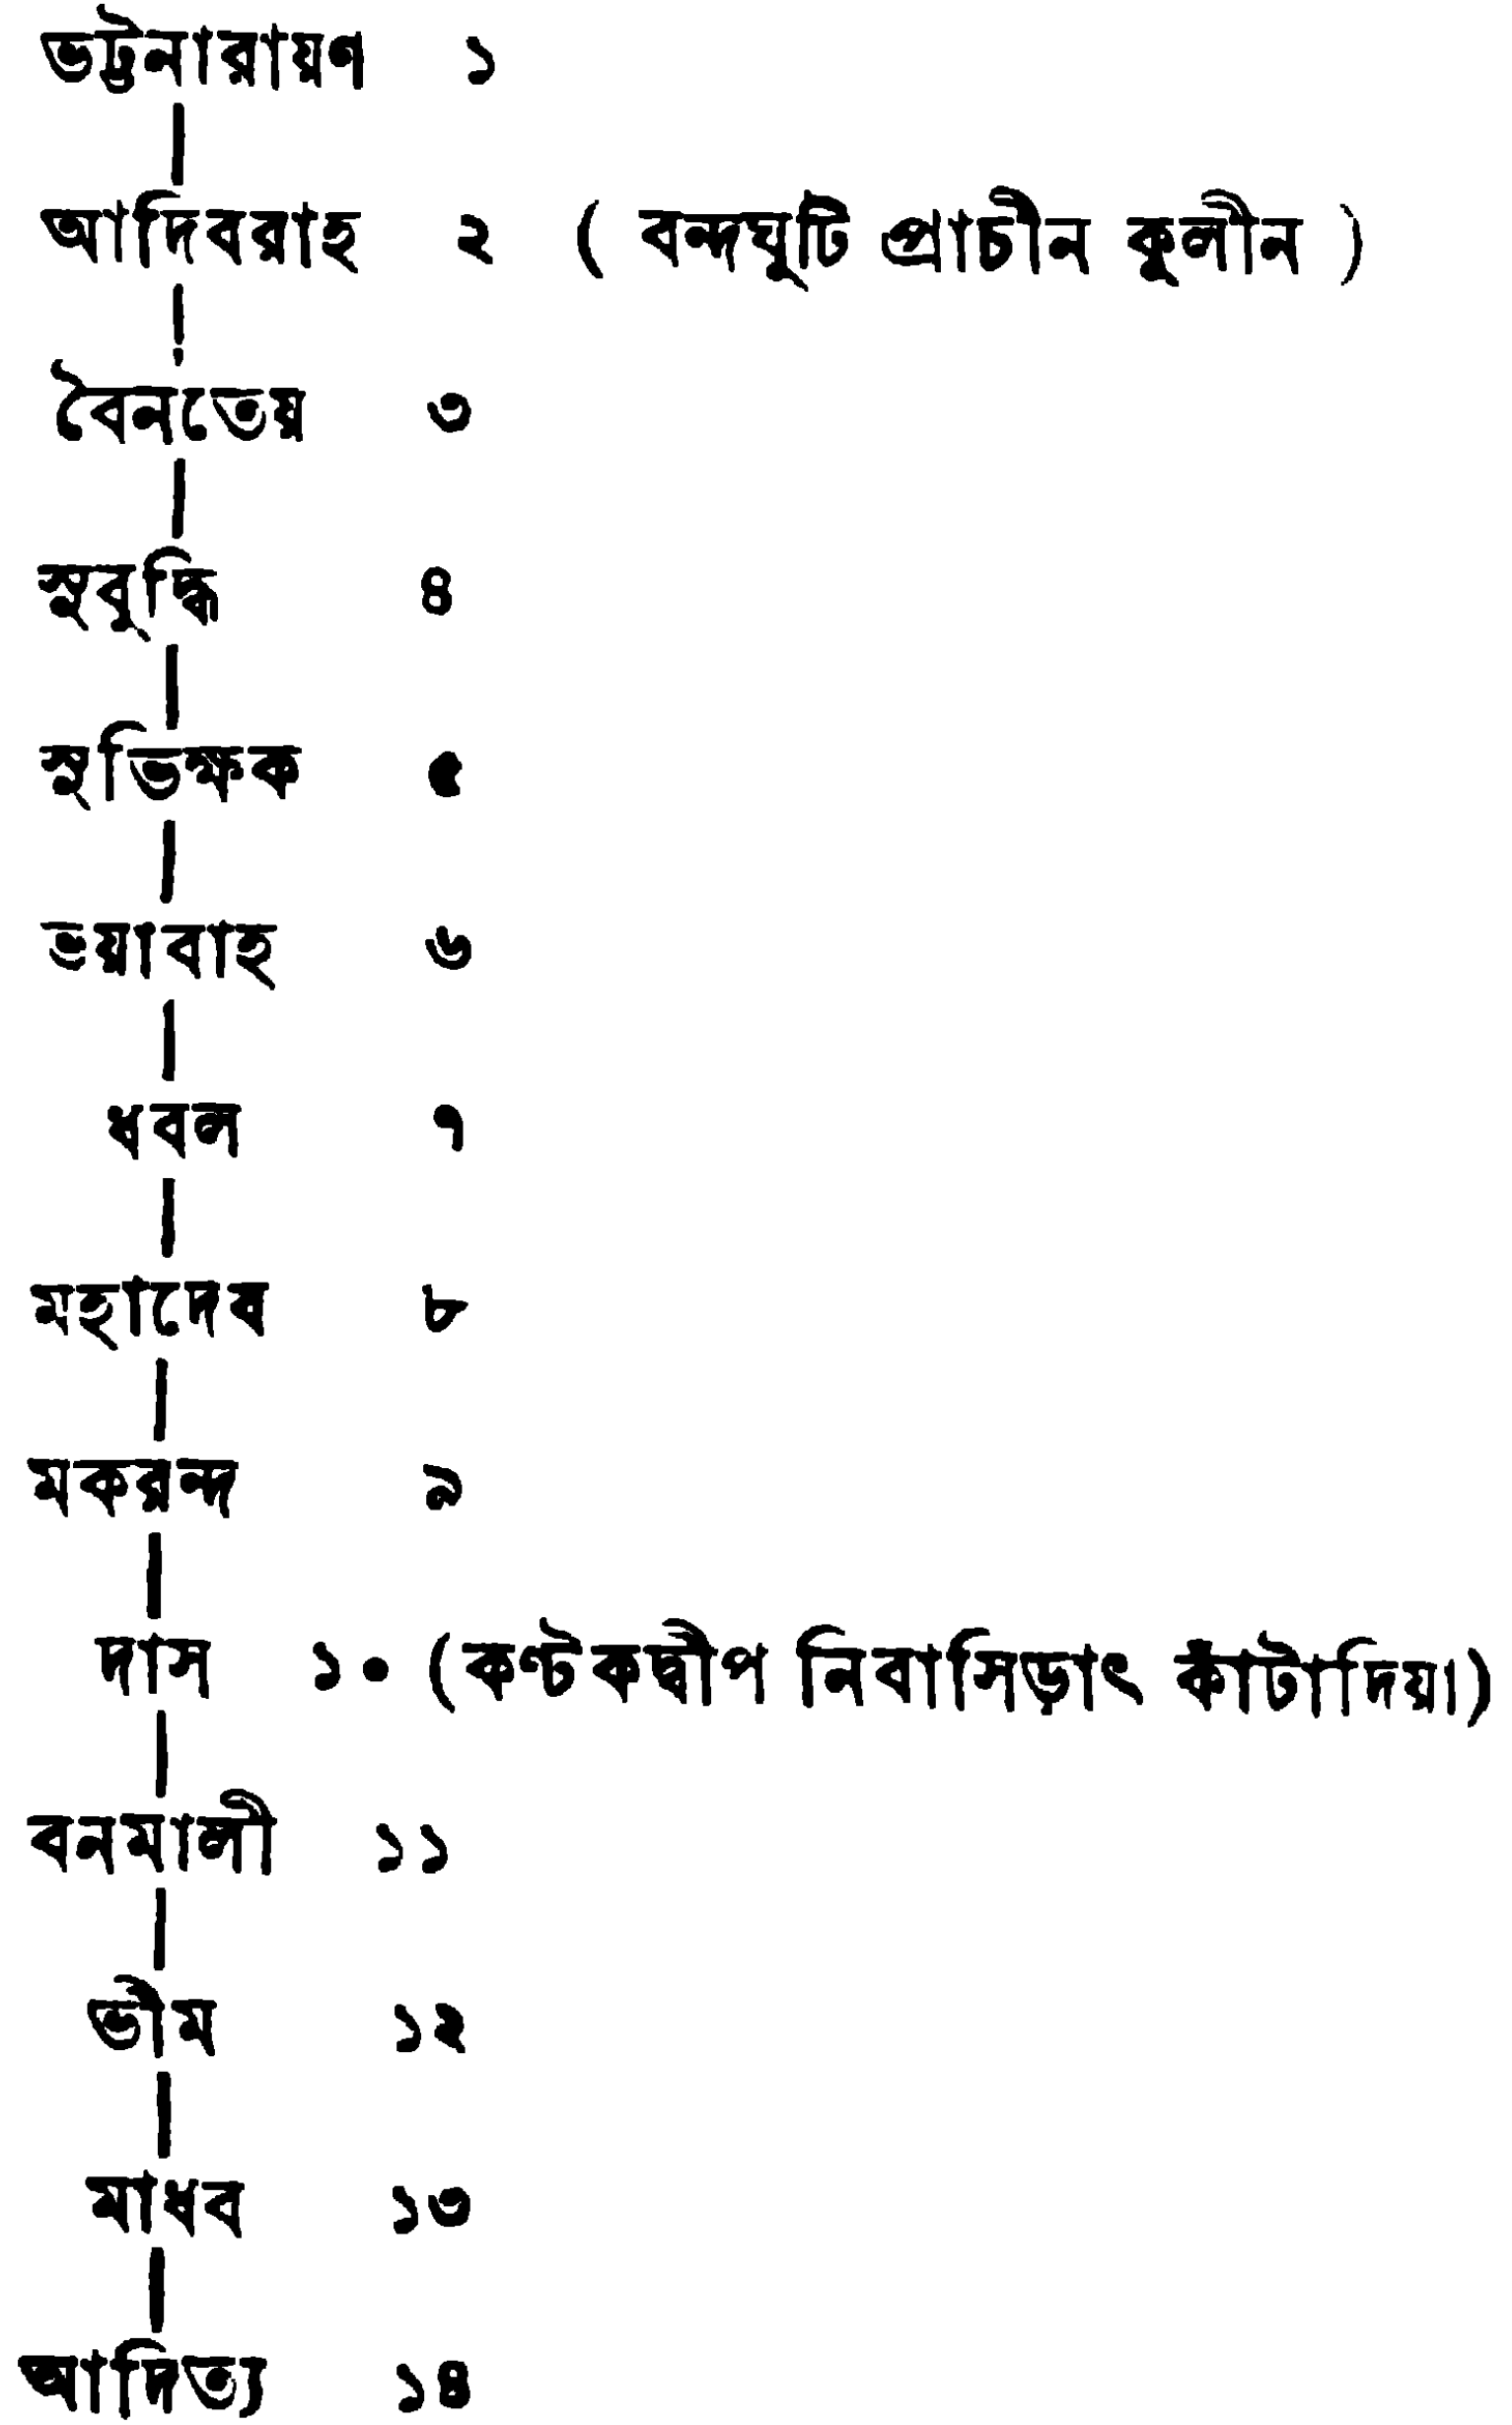 ভট্টনারায়ণ ১
আদিবরাহ ২ ( বন্দঘুটি প্রাচীন কুলীন )
বৈনতেয় ৩
সুবুদ্ধি ৪
সুভিক্ষক ৫
ভয়াবাহ ৬
ধবল ৭
মহাদেব ৮
মকরন্দ ৯
দাস ১০ (কণ্টকদ্বীপ নিবাসিড়াৎ কাঁটাদিয়া)
বনমালী ১১
ভীম ১২
মাধব ১৩
আদিত্য ১৪